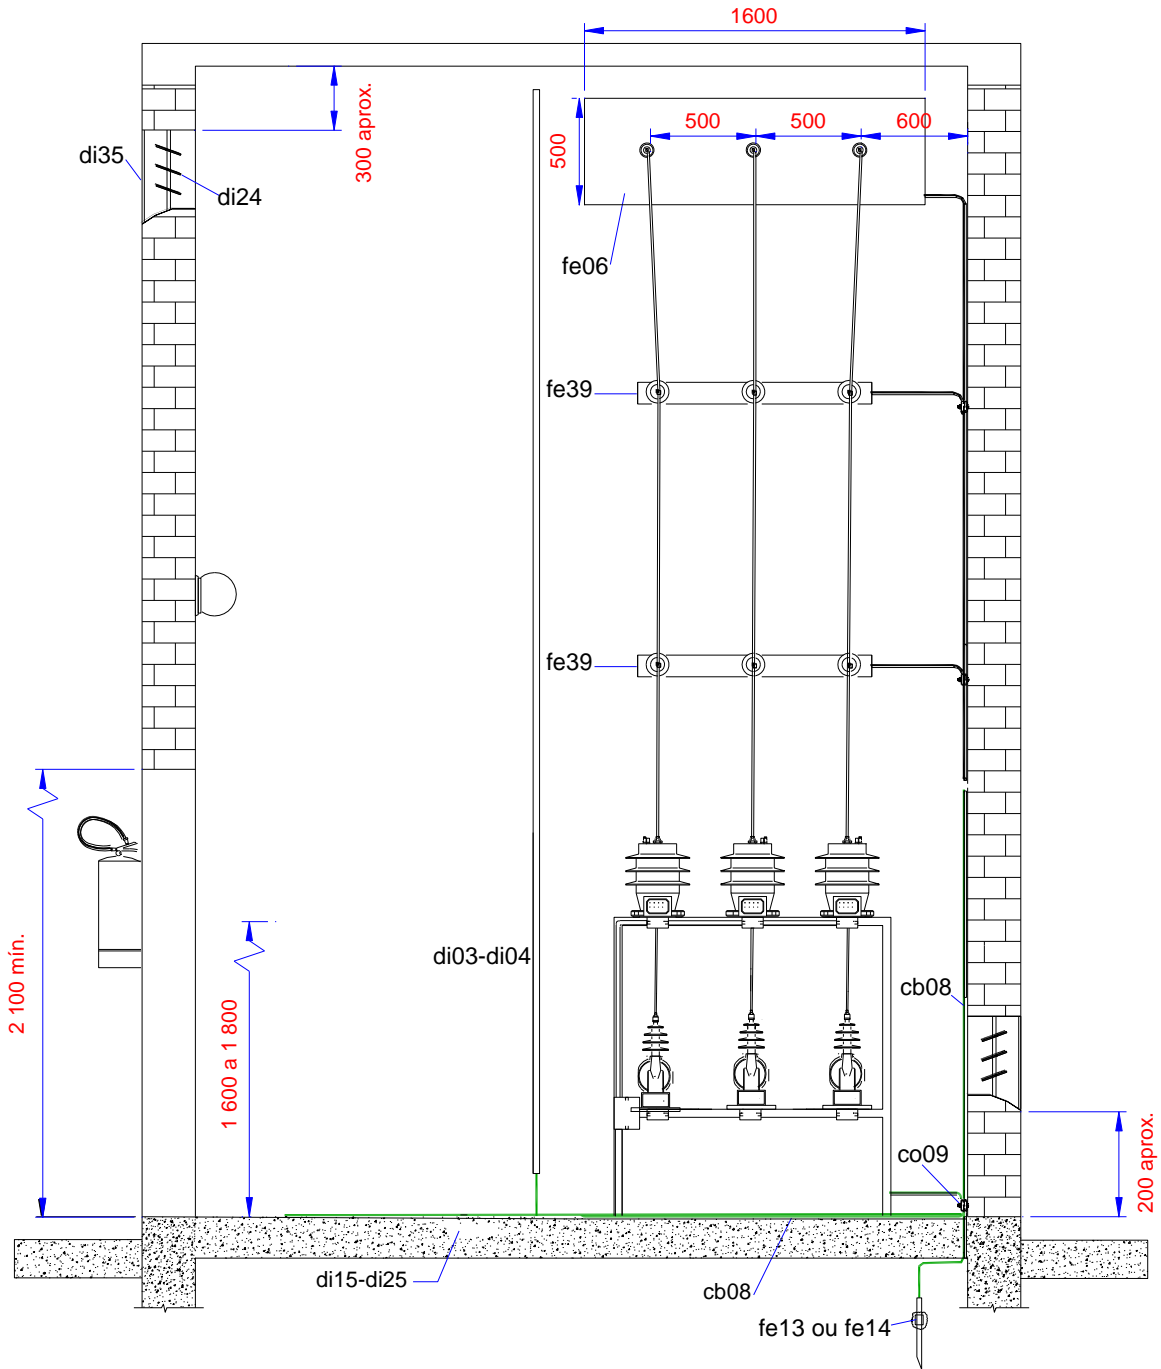 1600
300 aprox.
500
500
500
600
di35
di24
fe06
fe39
fe39
2 100 mín.
di03-di04
1 600 a 1 800
cb08
co09
200 aprox.
di15-di25
cb08
fe13 ou fe14